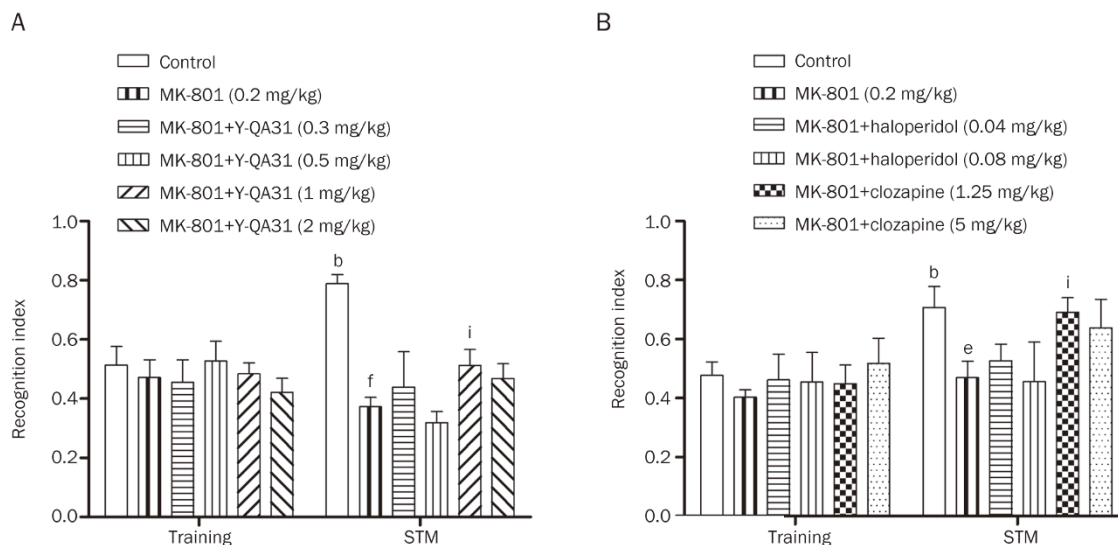 A
Control
MK-801 (0.2 mg/kg)
MK-801+Y-QA31 (0.3 mg/kg)
MK-801+Y-QA31 (0.5 mg/kg)
MK-801+Y-QA31 (1 mg/kg)
MK-801+Y-QA31 (2 mg/kg)
1.0
0.8
0.6
0.4
0.2
0.0
Recognition index
b
f
i
Training
STM
B
Control
MK-801 (0.2 mg/kg)
MK-801+haloperidol (0.04 mg/kg)
MK-801+haloperidol (0.08 mg/kg)
MK-801+clozapine (1.25 mg/kg)
MK-801+clozapine (5 mg/kg)
1.0
0.8
0.6
0.4
0.2
0.0
Recognition index
b
e
i
Training
STM